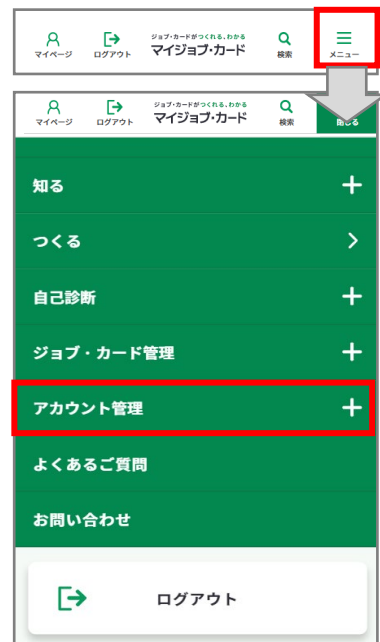 マイページ
ログアウト
ジョブ・カードがつくれる、わかる
マイジョブ・カード
検索
メニュー
マイページ
ログアウト
ジョブ・カードがつくれる、わかる
マイジョブ・カード
検索
閉じる
知る
つくる
自己診断
ジョブ・カード管理
アカウント管理
よくあるご質問
お問い合わせ
ログアウト